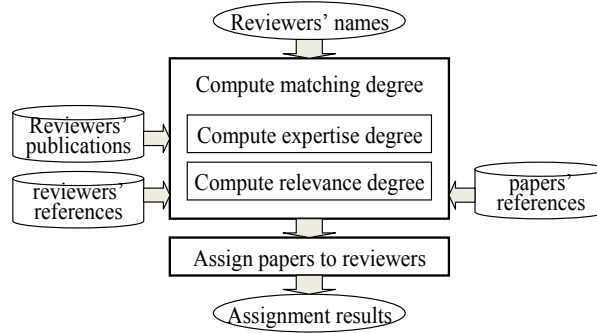 Reviewers' names
Compute matching degree
Reviewers'
publications
Compute expertise degree
Compute relevance degree
reviewers'
references
papers'
references
Assign papers to reviewers
Assignment results